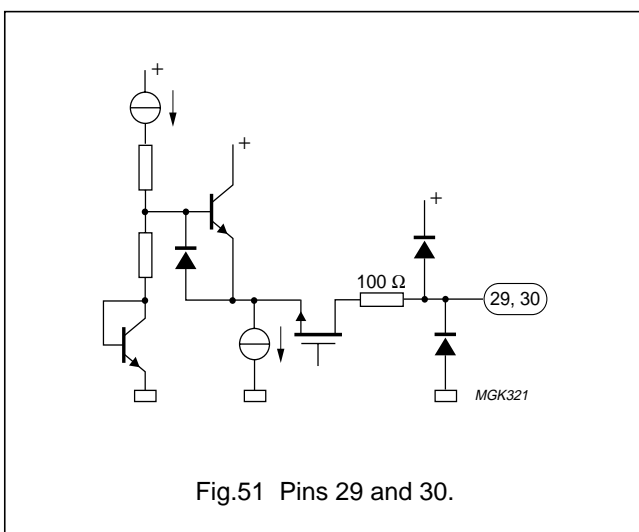 +
+
+
100 Ω
29, 30
MGK321
Fig.51 Pins 29 and 30.